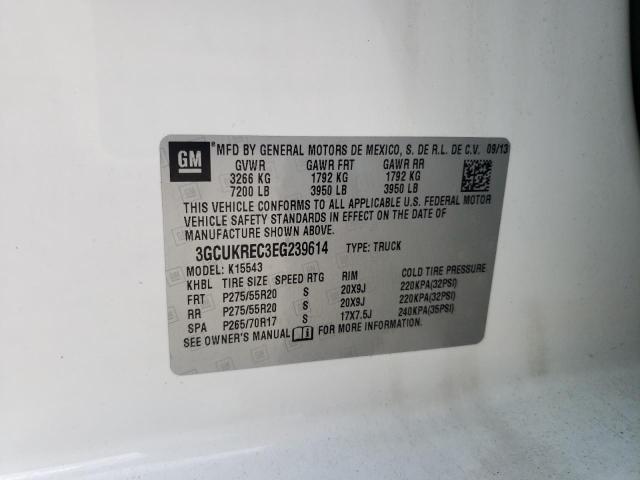 GM
® MFD BY GENERAL MOTORS DE MEXICO, S. DE R.L. DE C.V. 09/13
GVWR GAWR FRT GAWR RR
3266 KG 1792 KG 1792 KG
7200 LB 3950 LB 3950 LB
THIS VEHICLE CONFORMS TO ALL APPLICABLE U.S. FEDERAL MOTOR
VEHICLE SAFETY STANDARDS IN EFFECT ON THE DATE OF
MANUFACTURE SHOWN ABOVE.
3GCUKREC3EG239614 TYPE: TRUCK
MODEL: K15543
KHBL TIRE SIZE SPEED RTG RIM COLD TIRE PRESSURE
FRT P275/55R20 S 20X9J 220KPA(32PSI)
RR P275/55R20 S 20X9J 220KPA(32PSI)
SPA P265/70R17 S 17X7.5J 240KPA(35PSI)
SEE OWNER'S MANUAL FOR MORE INFORMATION.